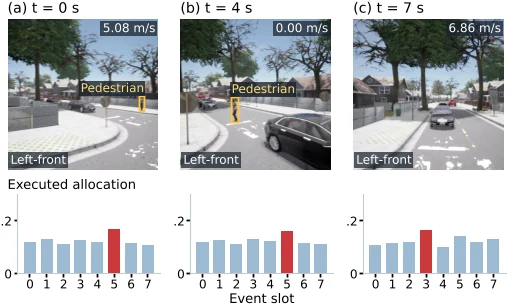 (a) t = 0 s
(b) t = 4 s
(c) t = 7 s
5.08 m/s
0.00 m/s
6.86 m/s
Pedestrian
Pedestrian
Left-front
Left-front
Left-front
Executed allocation
.2
0
0 1 2 3 4 5 6 7
.2
0
0 1 2 3 4 5 6 7
.2
0
0 1 2 3 4 5 6 7
Event slot